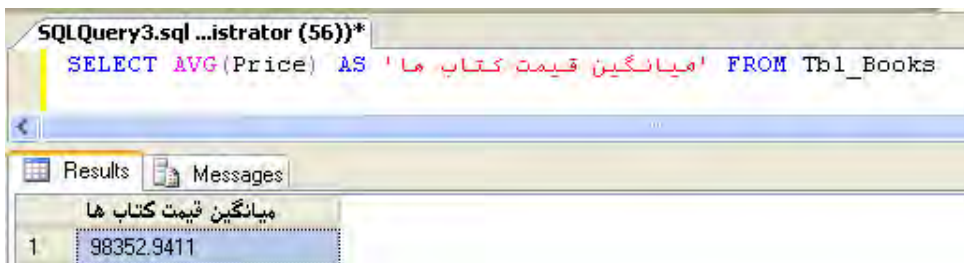 SQLQuery3.sql ...istrator (56))*
SELECT AVG(Price) AS 'میانگین قیمت کتاب ها' FROM Tbl_Books
Results Messages
میانگین قیمت کتاب ها
1 98352.9411